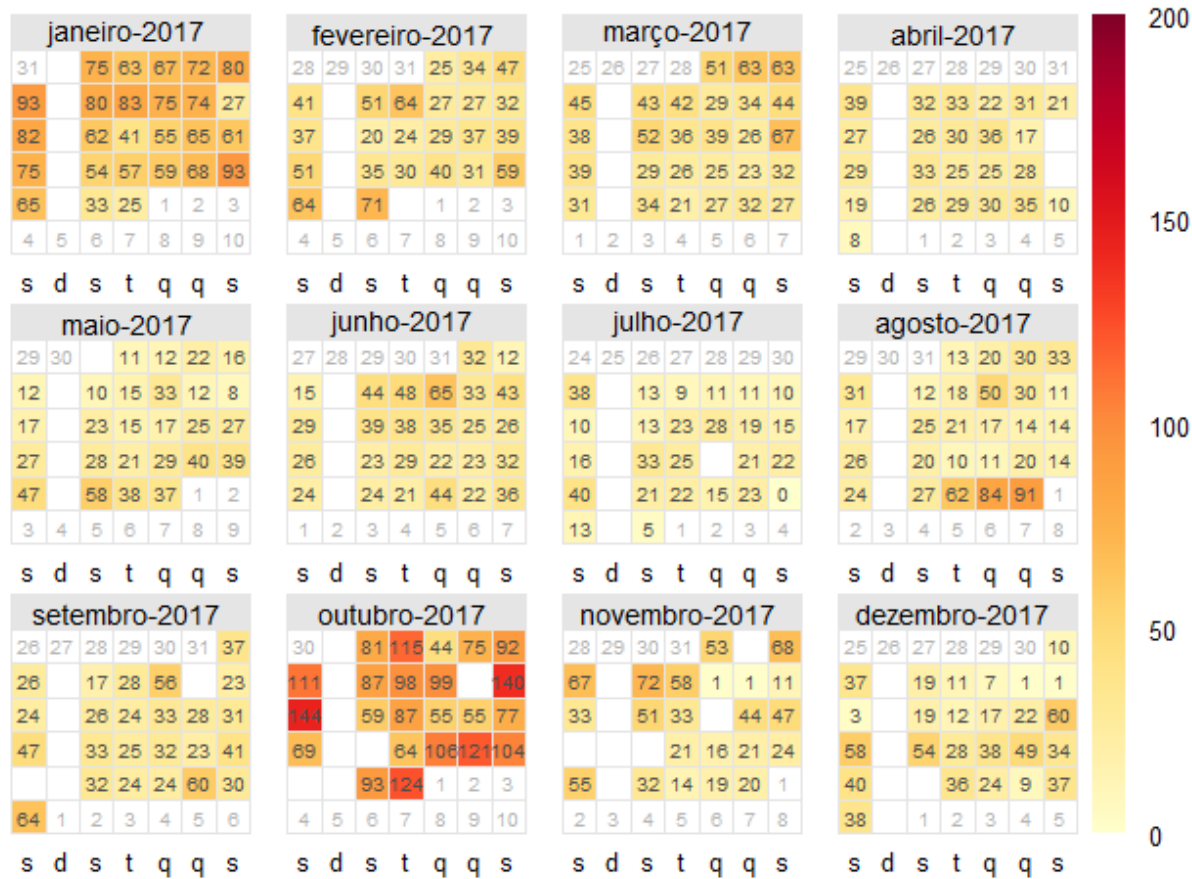 janeiro-2017 fevereiro-2017 março-2017 abril-2017
31 75 63 67 72 80 28 29 30 31 25 34 47 25 26 27 28 51 63 63 25 26 27 28 29 30 31
93 80 83 75 74 27 41 51 64 27 27 32 45 43 42 29 34 44 39 32 33 22 31 21
82 62 41 55 65 61 37 20 24 29 37 39 38 52 36 39 26 67 27 26 30 36 17
75 54 57 59 68 93 51 35 30 40 31 59 39 29 26 25 23 32 29 33 25 25 28
65 33 25 1 2 3 64 71 1 2 3 31 34 21 27 32 27 19 26 29 30 35 10
4 5 6 7 8 9 10 4 5 6 7 8 9 10 1 2 3 4 5 6 7 8 1 2 3 4 5
s d s t q q s s d s t q q s s d s t q q s s d s t q q s
maio-2017 junho-2017 julho-2017 agosto-2017
29 30 11 12 22 16 27 28 29 30 31 32 12 24 25 26 27 28 29 30 29 30 31 13 20 30 33
12 10 15 33 12 8 15 44 48 65 33 43 38 13 9 11 11 10 31 12 18 50 30 11
17 23 15 17 25 27 29 39 38 35 25 26 10 13 23 28 19 15 17 25 21 17 14 14
27 28 21 29 40 39 26 23 29 22 23 32 16 33 25 21 22 26 20 10 11 20 14
47 58 38 37 1 2 24 24 21 44 22 36 40 21 22 15 23 0 24 27 62 84 91 1
3 4 5 6 7 8 9 1 2 3 4 5 6 7 13 5 1 2 3 4 2 3 4 5 6 7 8
s d s t q q s s d s t q q s s d s t q q s s d s t q q s
setembro-2017 outubro-2017 novembro-2017 dezembro-2017
26 27 28 29 30 31 37 30 81 115 44 75 92 28 29 30 31 53 68 25 26 27 28 29 30 10
26 17 28 56 23 111 87 98 99 140 67 72 58 1 1 11 37 19 11 7 1 1
24 26 24 33 28 31 144 59 87 55 55 77 33 51 33 44 47 3 19 12 17 22 60
47 33 25 32 23 41 69 64 106 121 104 21 16 21 24 58 54 28 38 49 34
32 24 24 60 30 93 124 1 2 3 55 32 14 19 20 1 40 36 24 9 37
64 1 2 3 4 5 6 4 5 6 7 8 9 10 2 3 4 5 6 7 8 38 1 2 3 4 5
s d s t q q s s d s t q q s s d s t q q s s d s t q q s
200
150
100
50
0